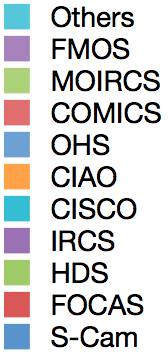 Others
FMOS
MOIRCS
COMICS
OHS
CIAO
CISCO
IRCS
HDS
FOCAS
S-Cam